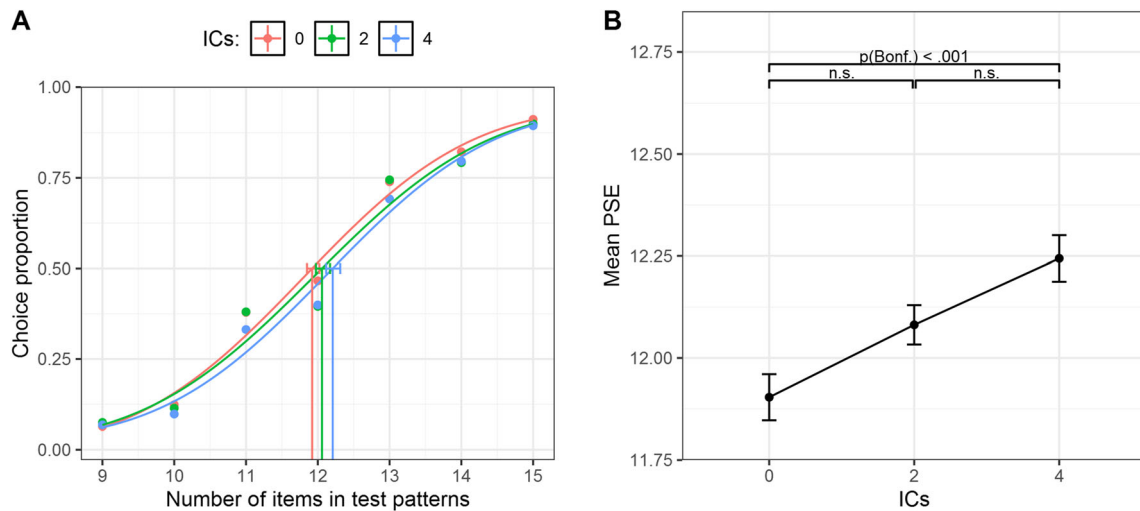 A
ICs: 0 2 4
1.00
0.75
0.50
0.25
0.00
Choice proportion
9 10 11 12 13 14 15
Number of items in test patterns
B
12.75
12.50
12.25
12.00
11.75
Mean PSE
p(Bonf.) < .001
n.s. n.s.
0 2 4
ICs